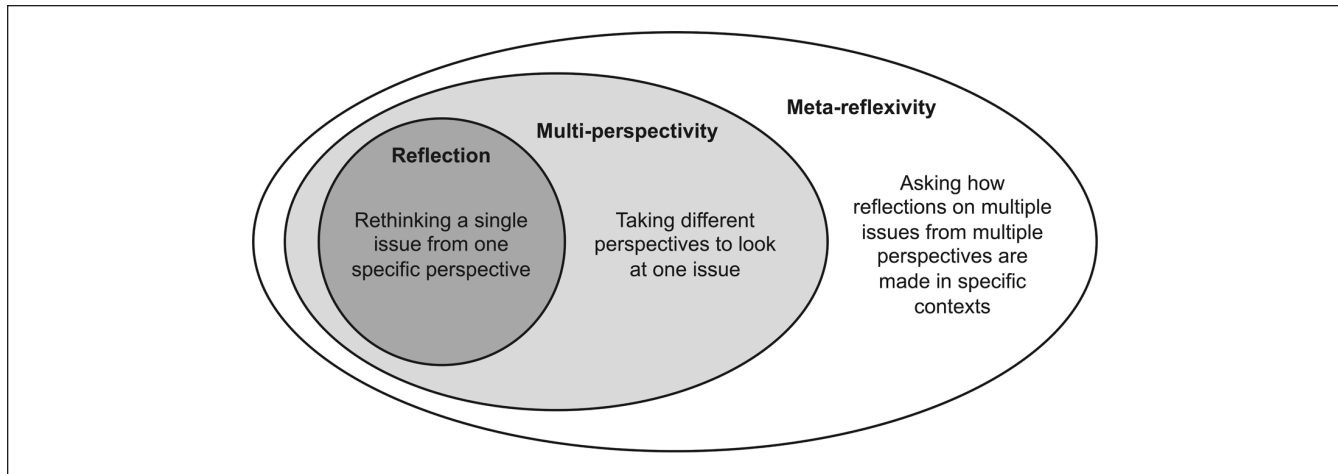 Reflection
Rethinking a single
issue from one
specific perspective
Multi-perspectivity
Taking different
perspectives to look
at one issue
Meta-reflexivity
Asking how
reflections on multiple
issues from multiple
perspectives are
made in specific
contexts